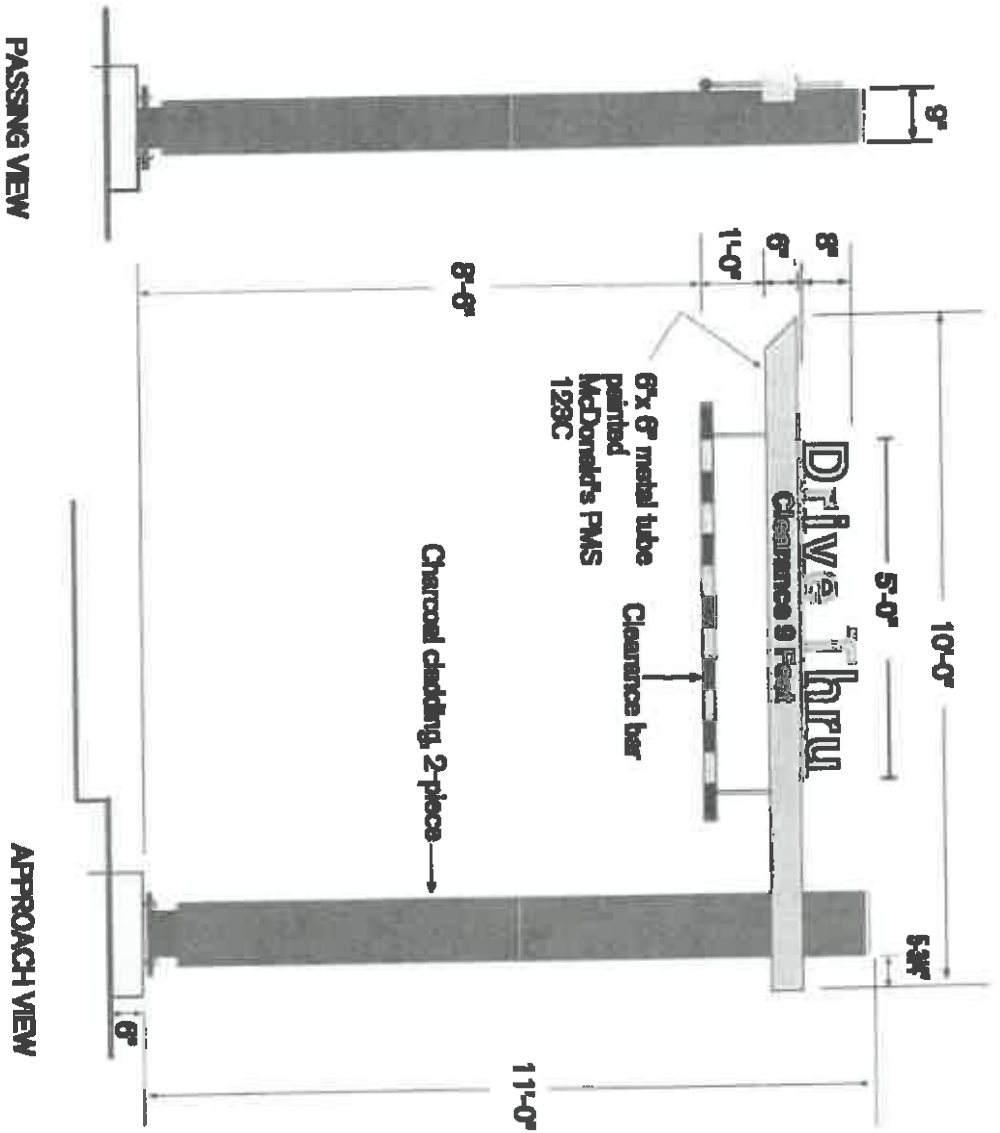 10'-0"
5'-0"
8"
6"
1'-0"
Drive Thru
Clearance 9 Feet
6"x 6" metal tube
painted
McDonald's PMS
123C
Clearance bar
8'-6"
Charcoal cladding, 2-piece
5-3/4"
11'-0"
6"
9"
PASSING VIEW
APPROACH VIEW